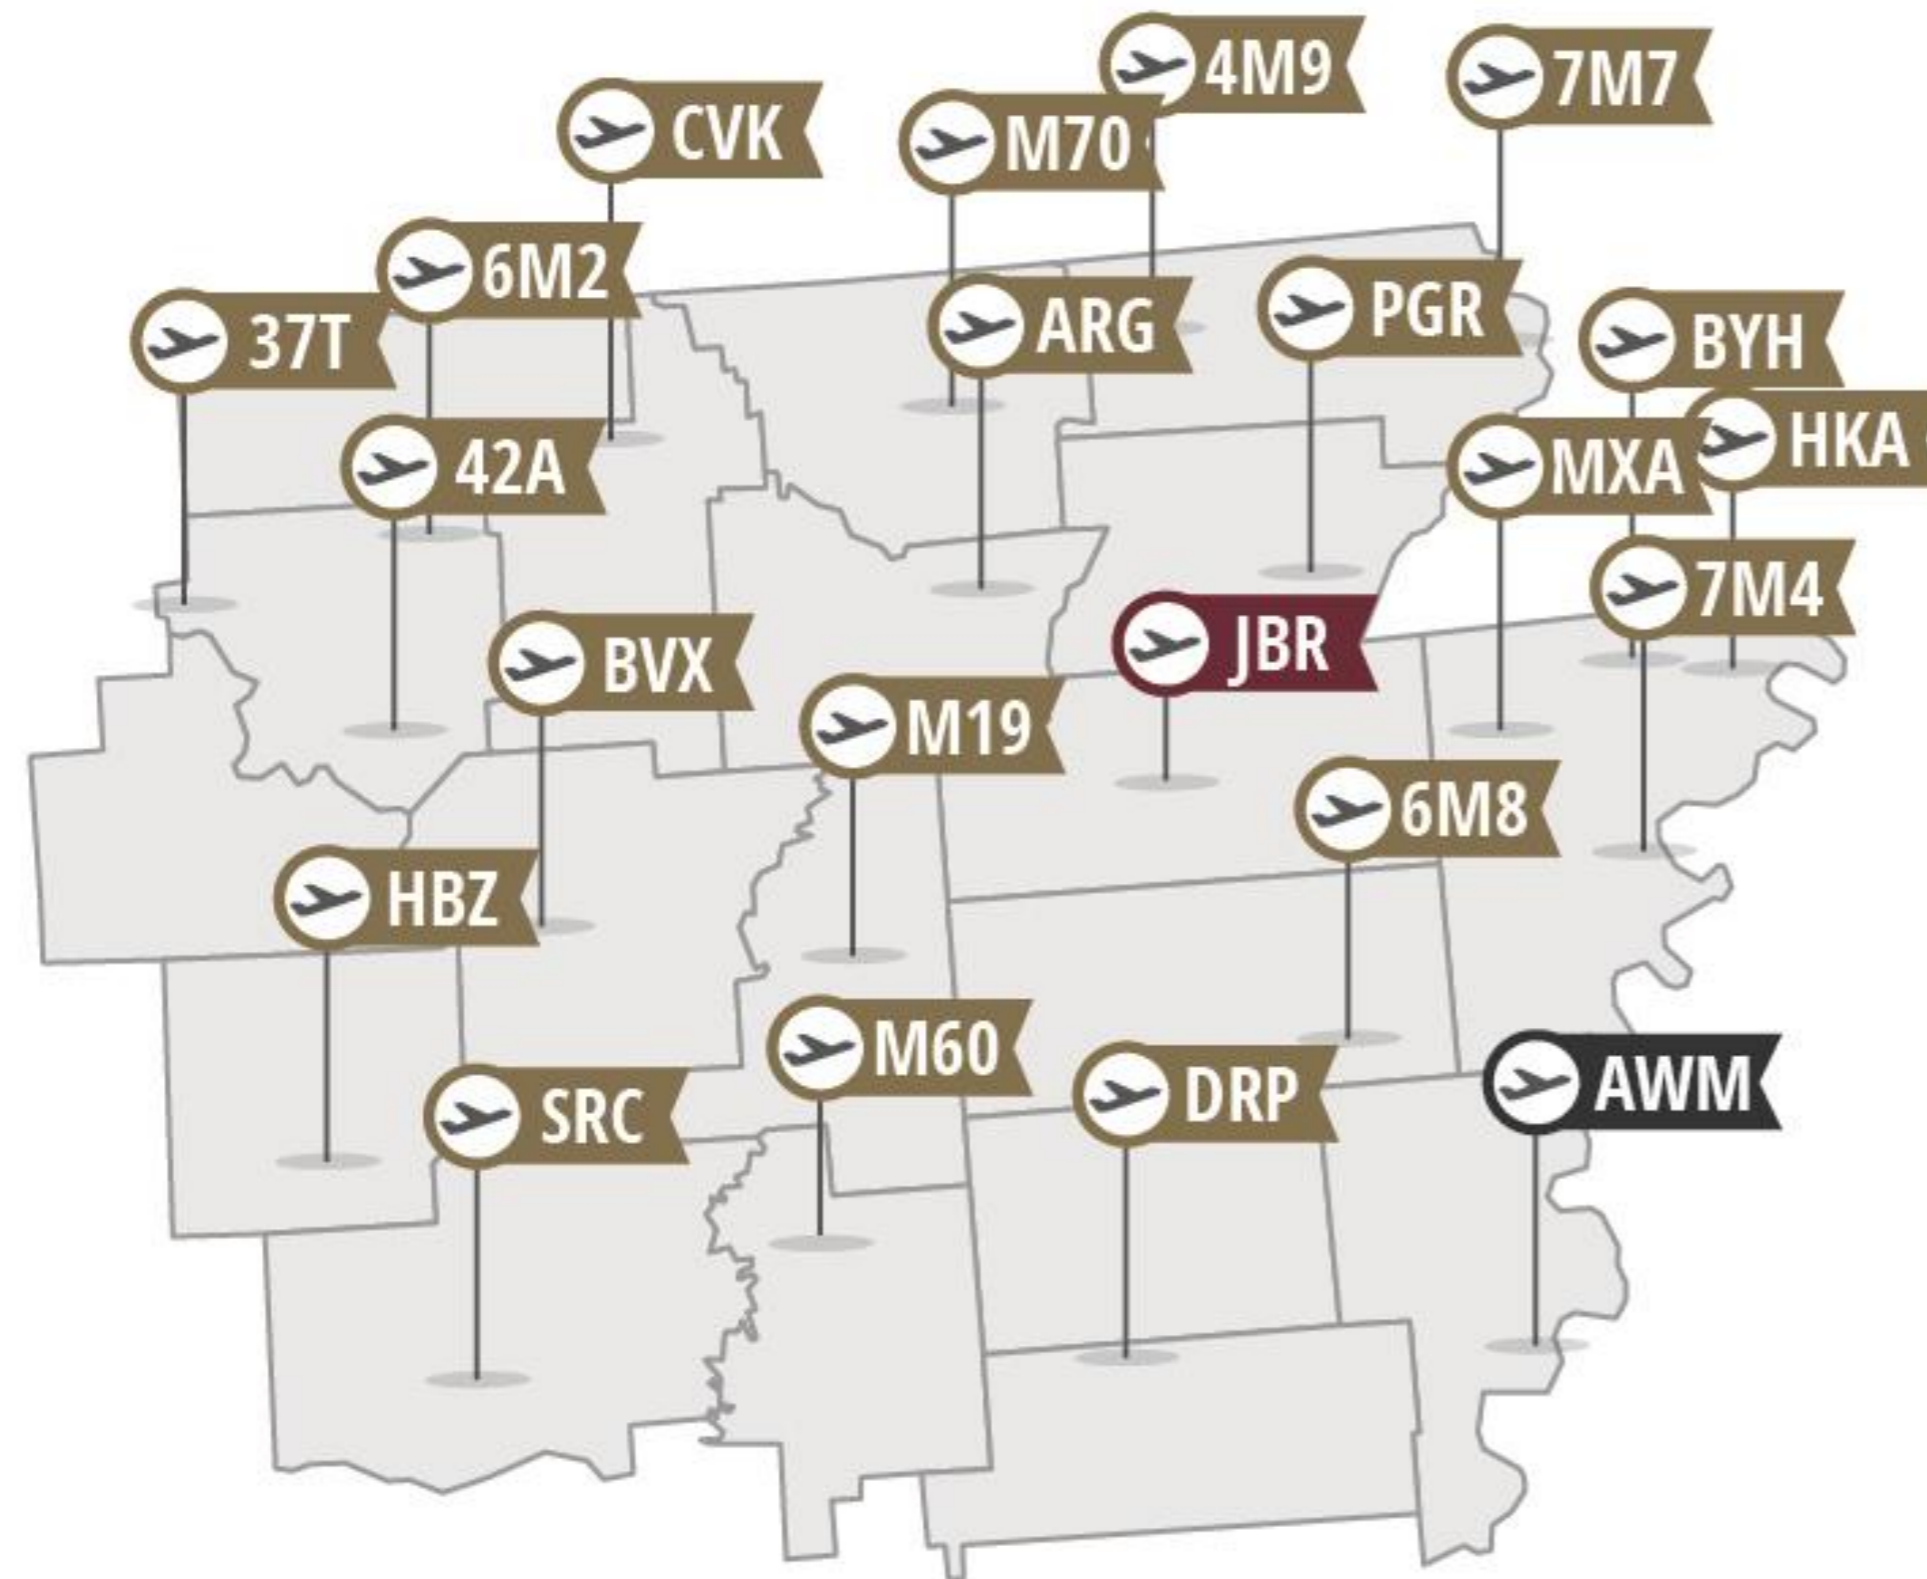 4M9
7M7
CVK
M70
6M2
37T
ARG
PGR
BYH
42A
MXA
HKA
7M4
BVX
JBR
M19
6M8
HBZ
M60
DRP
AWM
SRC